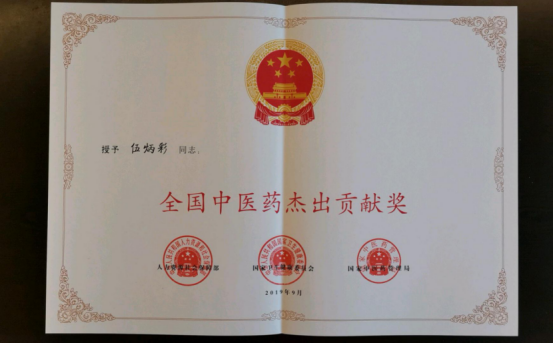 授予 伍炳彩 同志:
全国中医药杰出贡献奖
人力资源社会保障部 国家卫生健康委员会 国家中医药管理局
2019年9月